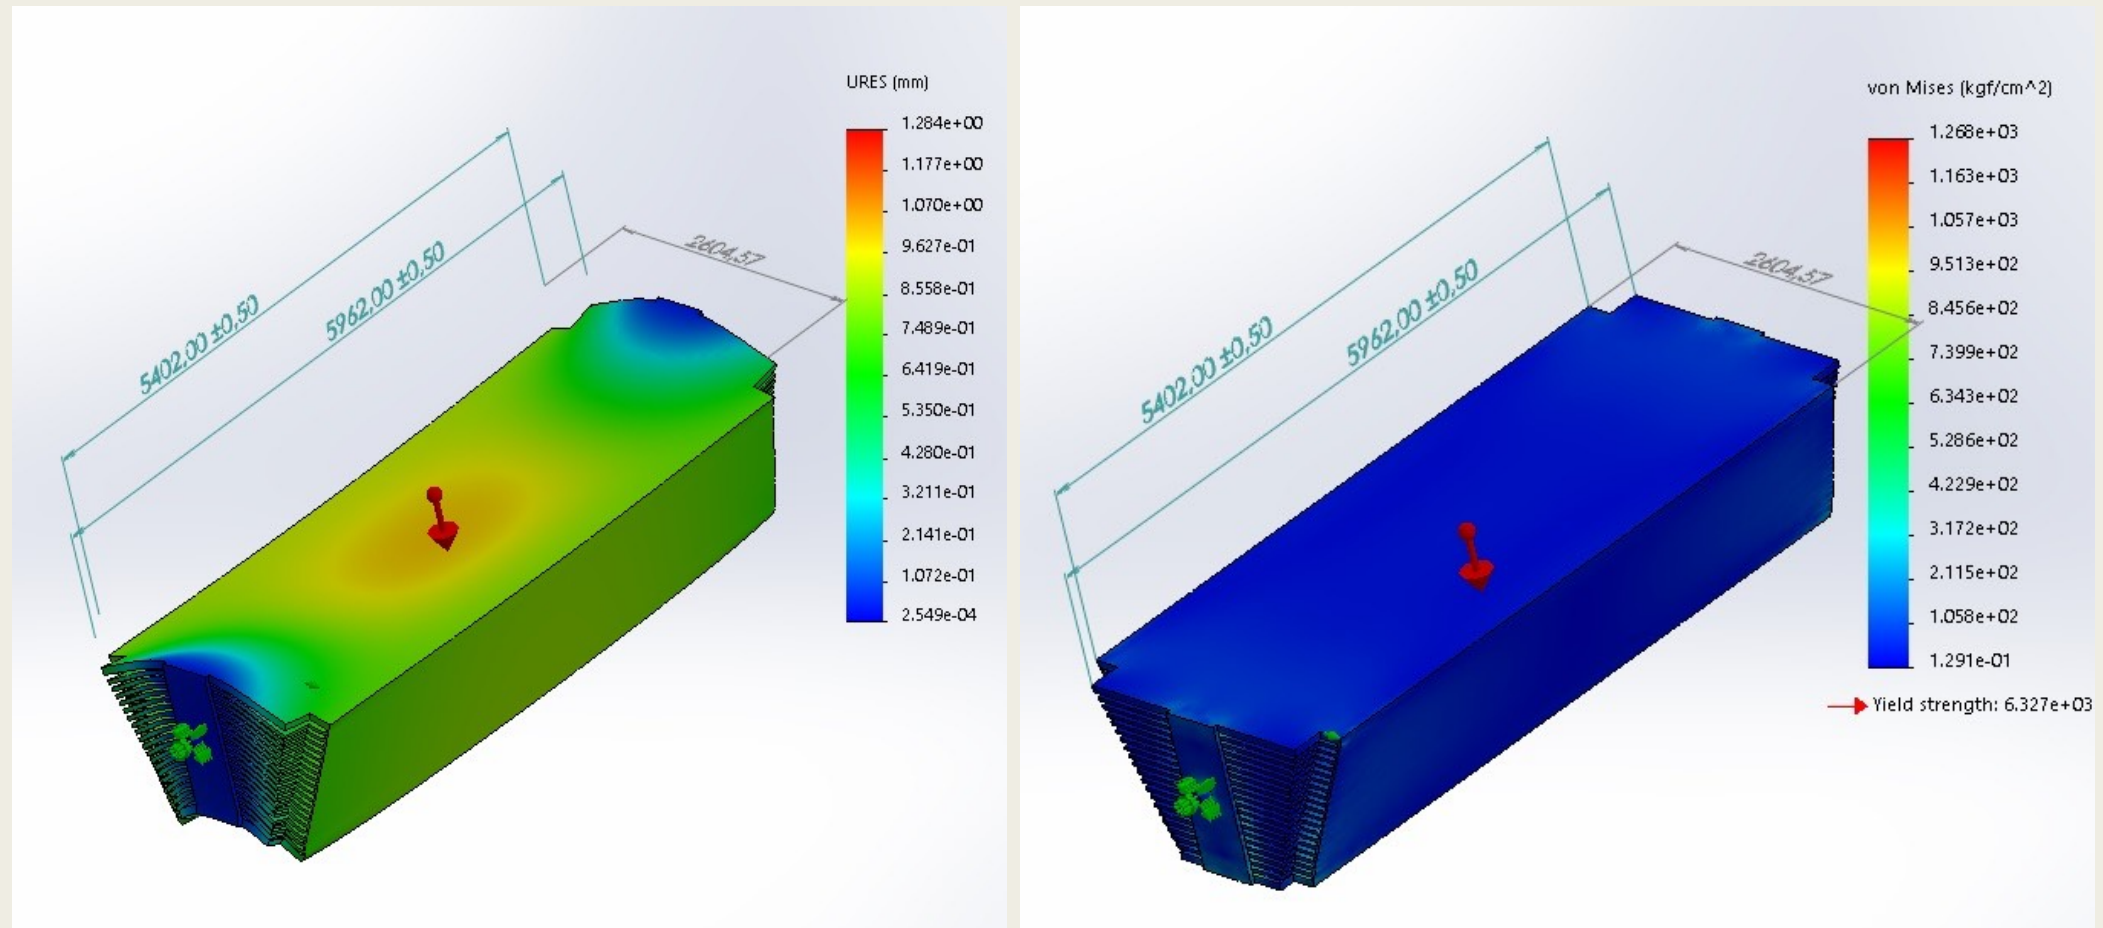 URES (mm)
1.284e+00
1.177e+00
1.070e+00
9.627e-01
8.558e-01
7.489e-01
6.419e-01
5.350e-01
4.280e-01
3.211e-01
2.141e-01
1.072e-01
2.549e-04
5402,00 ±0,50
5962,00 ±0,50
2604,57
von Mises (kgf/cm^2)
1.268e+03
1.163e+03
1.057e+03
9.513e+02
8.456e+02
7.399e+02
6.343e+02
5.286e+02
4.229e+02
3.172e+02
2.115e+02
1.058e+02
1.291e-01
Yield strength: 6.327e+03
5402,00 ±0,50
5962,00 ±0,50
2604,57